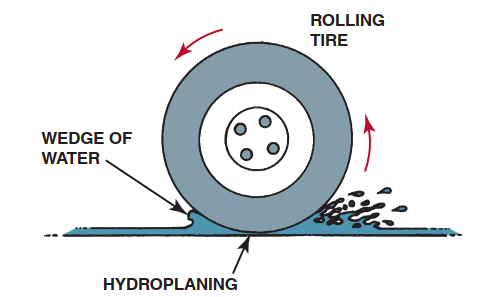 ROLLING
TIRE
WEDGE OF
WATER
HYDROPLANING